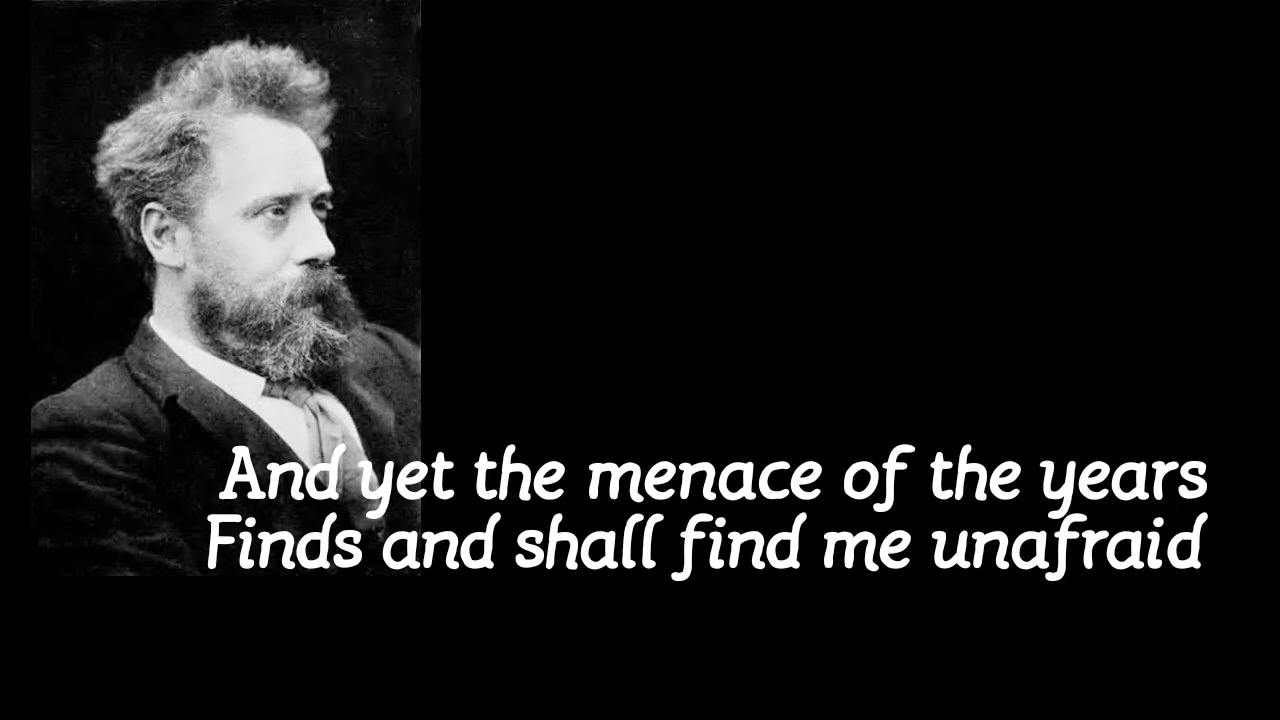 And yet the menace of the years
Finds and shall find me unafraid